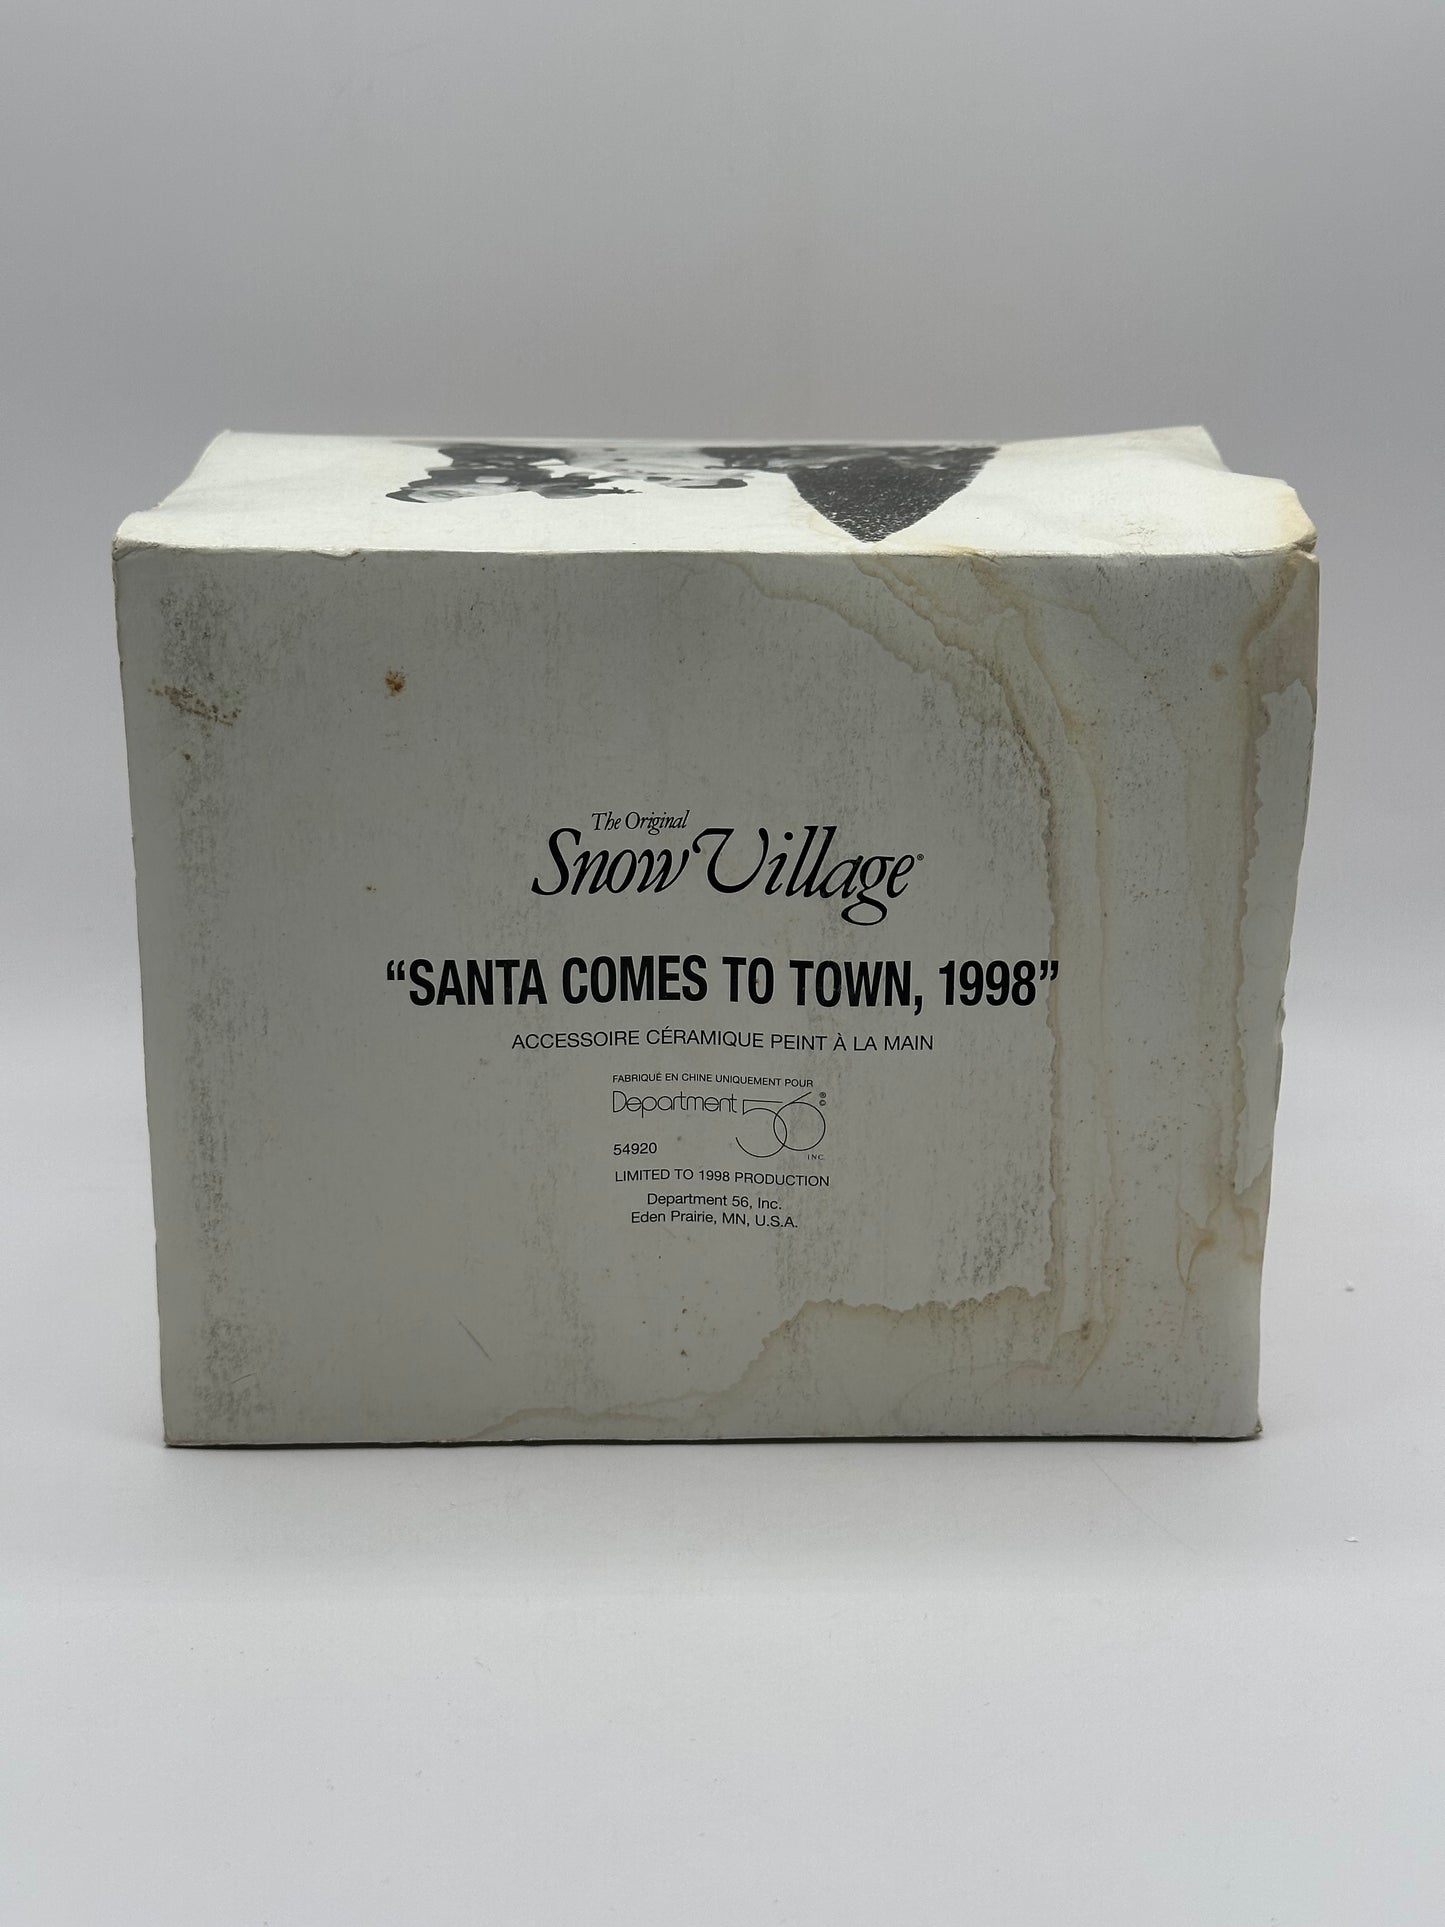 The Original
Snow Village®
“SANTA COMES TO TOWN, 1998”
ACCESSOIRE CÉRAMIQUE PEINT À LA MAIN
FABRIQUÉ EN CHINE UNIQUEMENT POUR
Department 56 ® ©
INC.
54920
LIMITED TO 1998 PRODUCTION
Department 56, Inc.
Eden Prairie, MN, U.S.A.